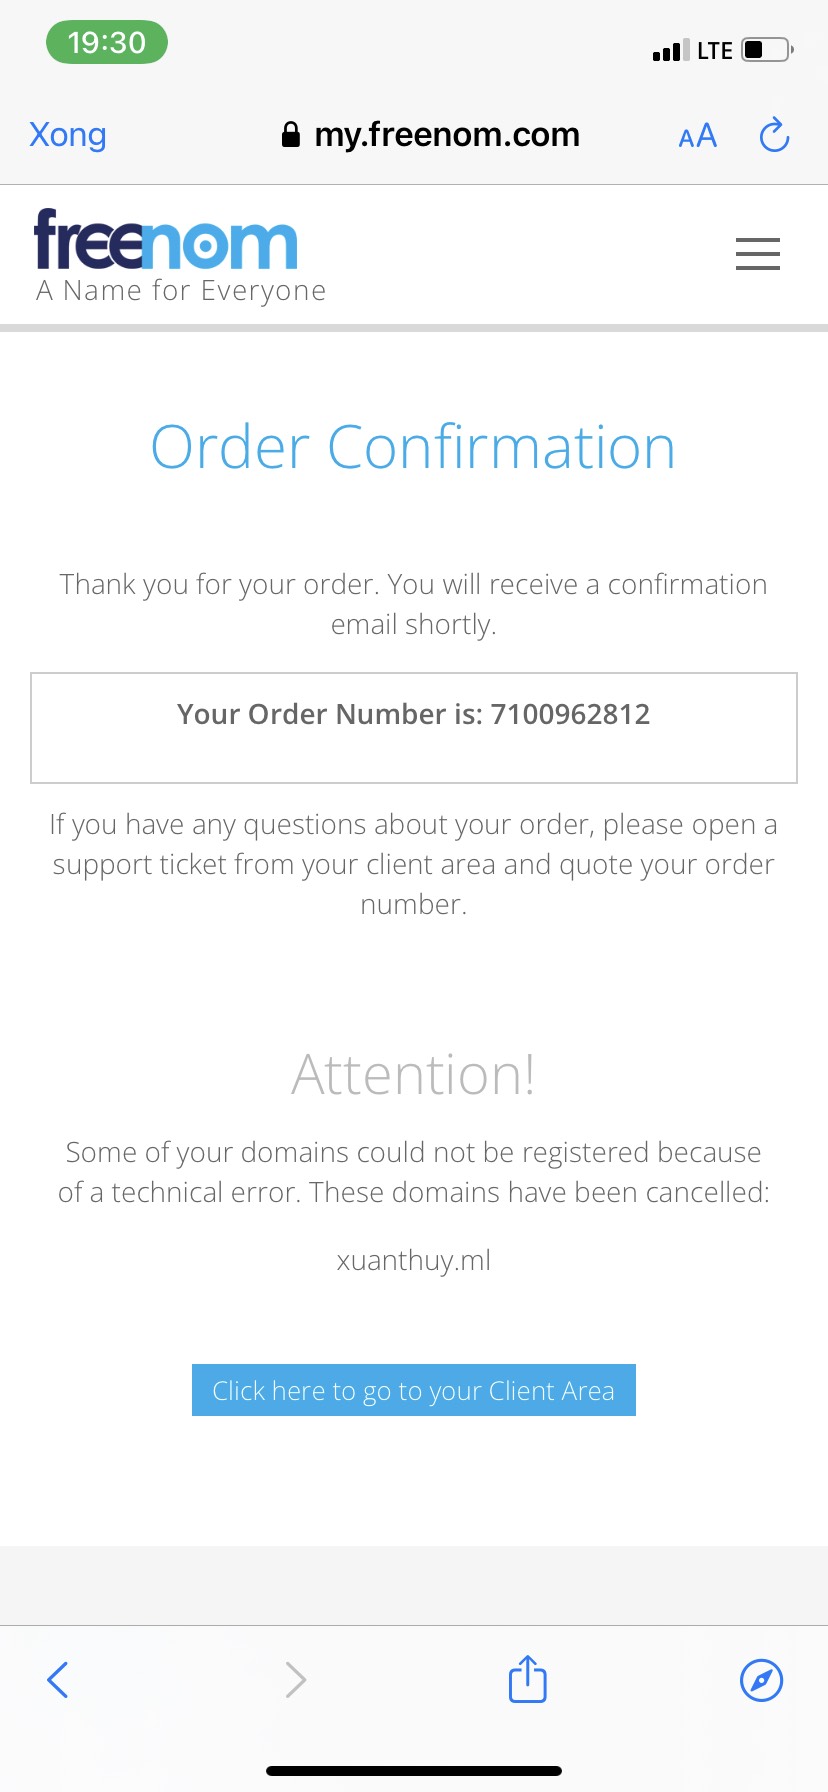 19:30
LTE
Xong
my.freenom.com
AA
freenom
A Name for Everyone
Order Confirmation
Thank you for your order. You will receive a confirmation
email shortly.
Your Order Number is: 7100962812
If you have any questions about your order, please open a
support ticket from your client area and quote your order
number.
Attention!
Some of your domains could not be registered because
of a technical error. These domains have been cancelled:
xuanthuy.ml
Click here to go to your Client Area